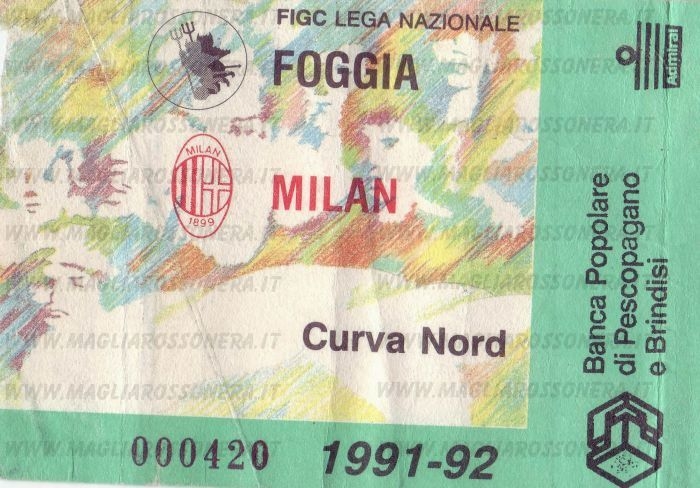 FIGC LEGA NAZIONALE
FOGGIA
MILAN
1899
MILAN
Curva Nord
000420
1991-92
Admiral
Banca Popolare
di Pescopagano
e Brindisi
WWW.MAGLIAROSSONERA.IT